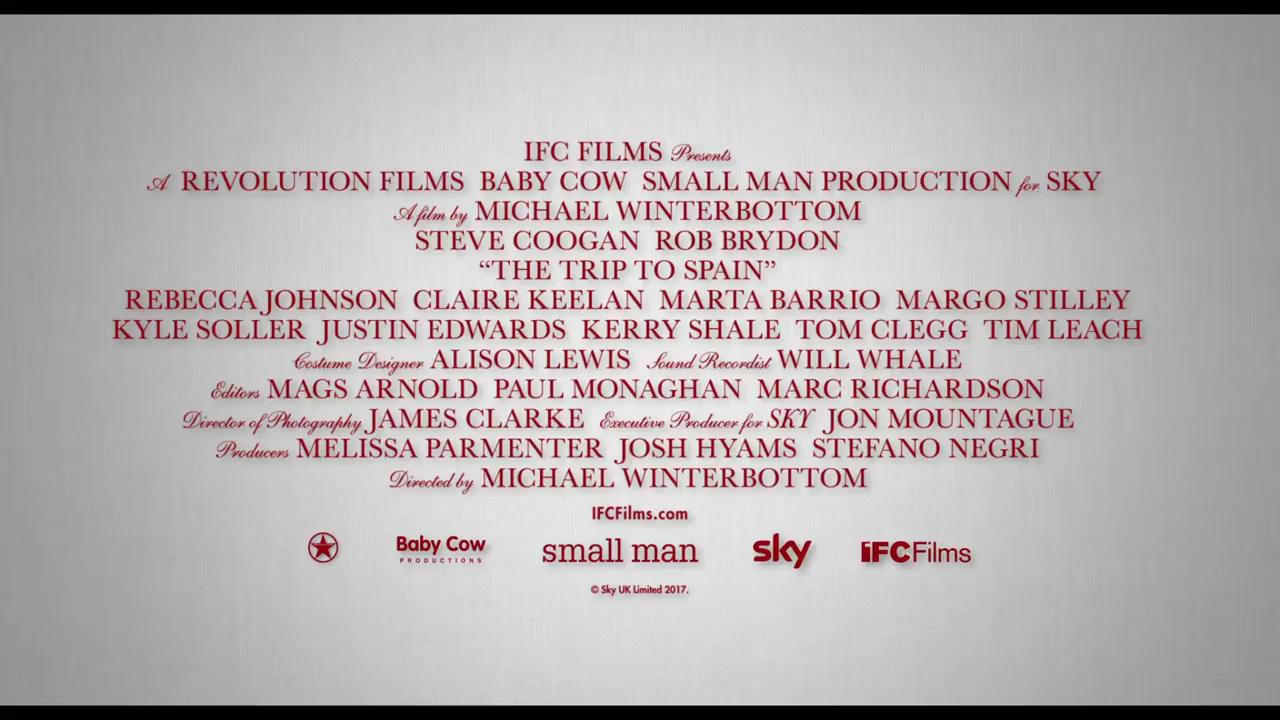 IFC FILMS Presents
A REVOLUTION FILMS BABY COW SMALL MAN PRODUCTION for SKY
A film by MICHAEL WINTERBOTTOM
STEVE COOGAN ROB BRYDON
“THE TRIP TO SPAIN”
REBECCA JOHNSON CLAIRE KEELAN MARTA BARRIO MARGO STILLEY
KYLE SOLLER JUSTIN EDWARDS KERRY SHALE TOM CLEGG TIM LEACH
Costume Designer ALISON LEWIS Sound Recordist WILL WHALE
Editors MAGS ARNOLD PAUL MONAGHAN MARC RICHARDSON
Director of Photography JAMES CLARKE Executive Producer for SKY JON MOUNTAGUE
Producers MELISSA PARMENTER JOSH HYAMS STEFANO NEGRI
Directed by MICHAEL WINTERBOTTOM
IFCFilms.com
Baby Cow PRODUCTIONS small man sky IFC Films
© Sky UK Limited 2017.